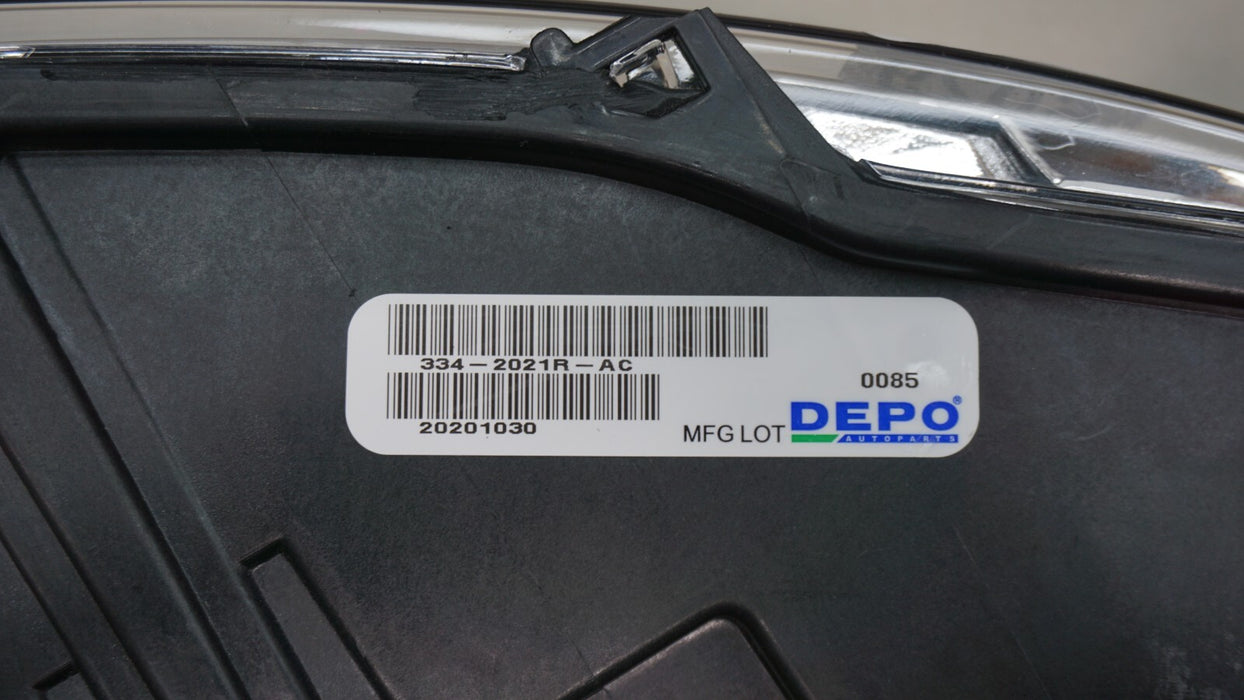 334-2021R-AC
20201030
0085
MFG LOT
DEPO®
AUTOPARTS